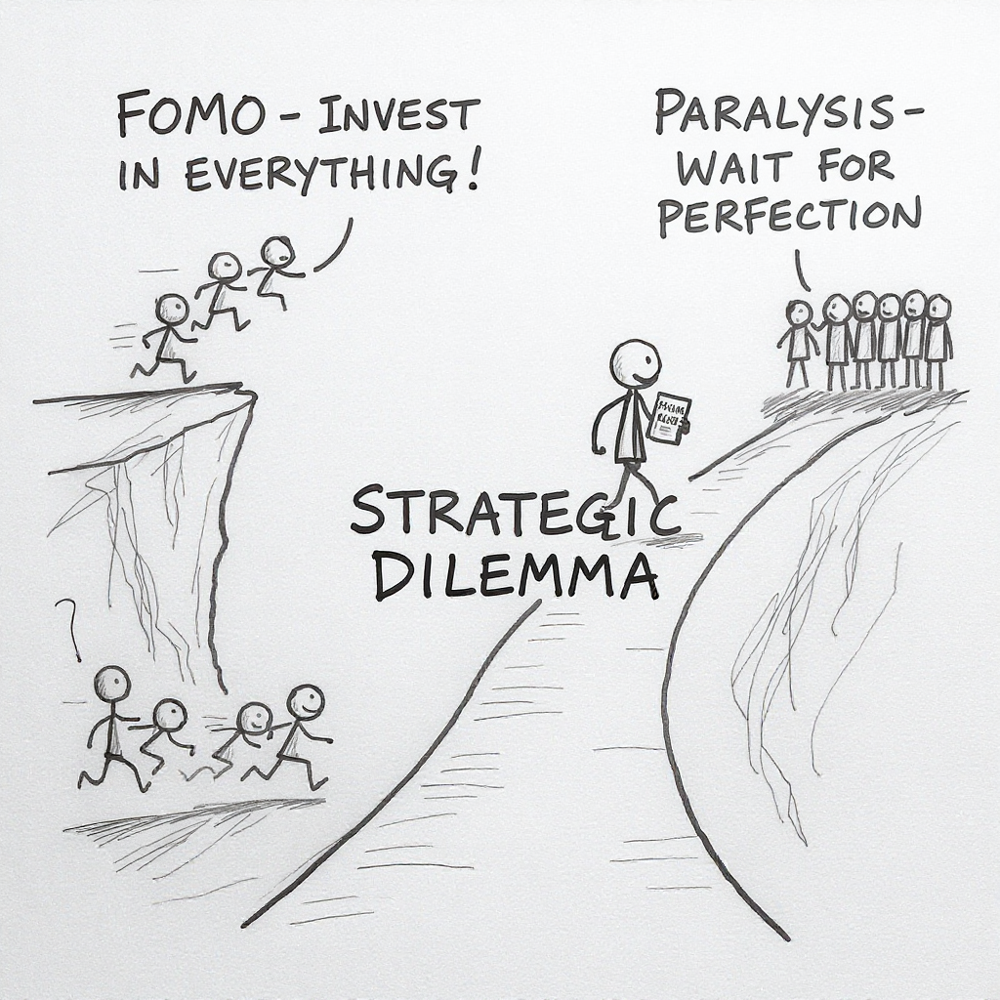 FOMO - INVEST
IN EVERYTHING!
PARALYSIS-
WAIT FOR
PERFECTION
STRATEGIC
DILEMMA
?